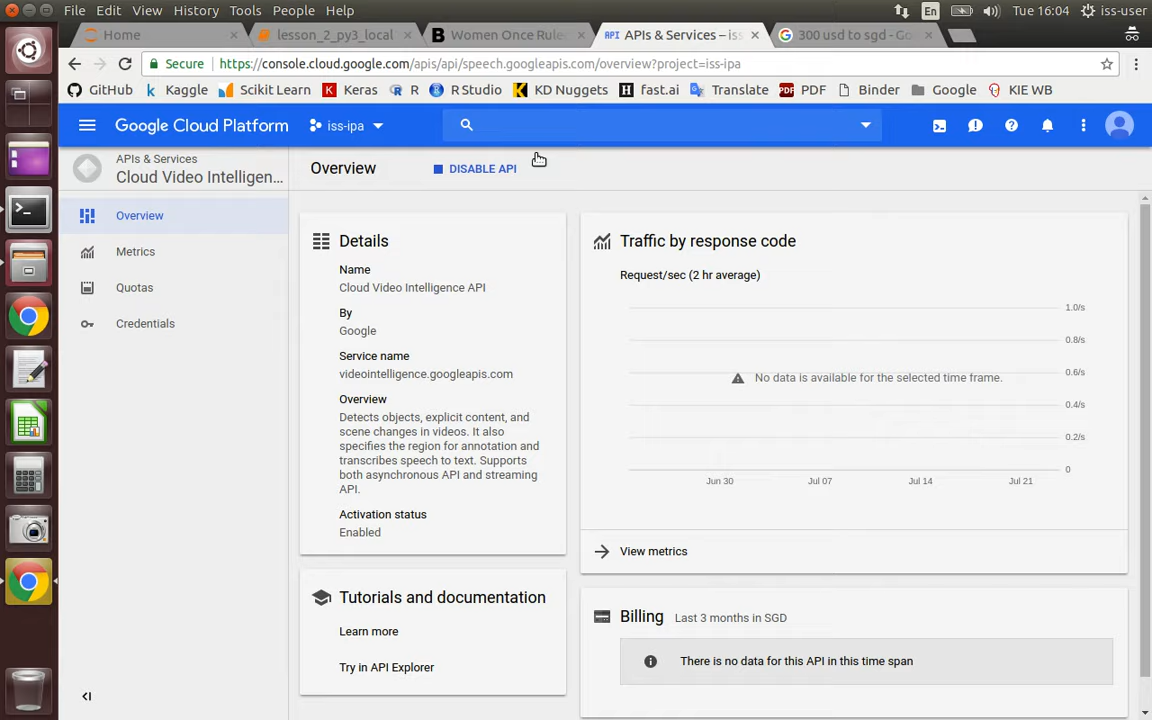 File Edit View History Tools People Help
En
Tue 16:04
iss-user
Home
lesson_2_py3_local
Women Once Rule
API APIs & Services – iss
300 usd to sgd - Go
Secure
https://console.cloud.google.com/apis/api/speech.googleapis.com/overview?project=iss-ipa
GitHub
Kaggle
Scikit Learn
Keras
R
R Studio
KD Nuggets
fast.ai
Translate
PDF
Binder
Google
KIE WB
Google Cloud Platform
iss-ipa
APIs & Services
Cloud Video Intelligen...
Overview
DISABLE API
Overview
Metrics
Quotas
Credentials
Details
Name
Cloud Video Intelligence API
By
Google
Service name
videointelligence.googleapis.com
Overview
Detects objects, explicit content, and
scene changes in videos. It also
specifies the region for annotation and
transcribes speech to text. Supports
both asynchronous API and streaming
API.
Activation status
Enabled
Tutorials and documentation
Learn more
Try in API Explorer
Traffic by response code
Request/sec (2 hr average)
1.0/s
0.8/s
0.6/s
No data is available for the selected time frame.
0.4/s
0.2/s
0
Jun 30
Jul 07
Jul 14
Jul 21
View metrics
Billing
Last 3 months in SGD
There is no data for this API in this time span